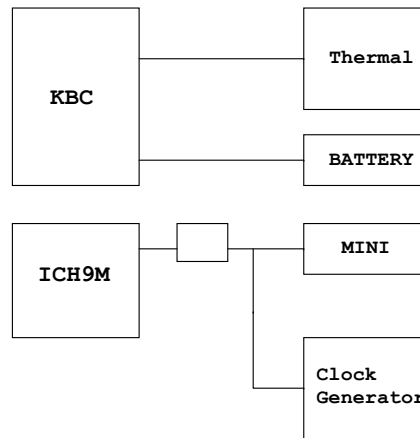 Thermal
KBC
BATTERY
MINI
ICH9M
Clock
Generator